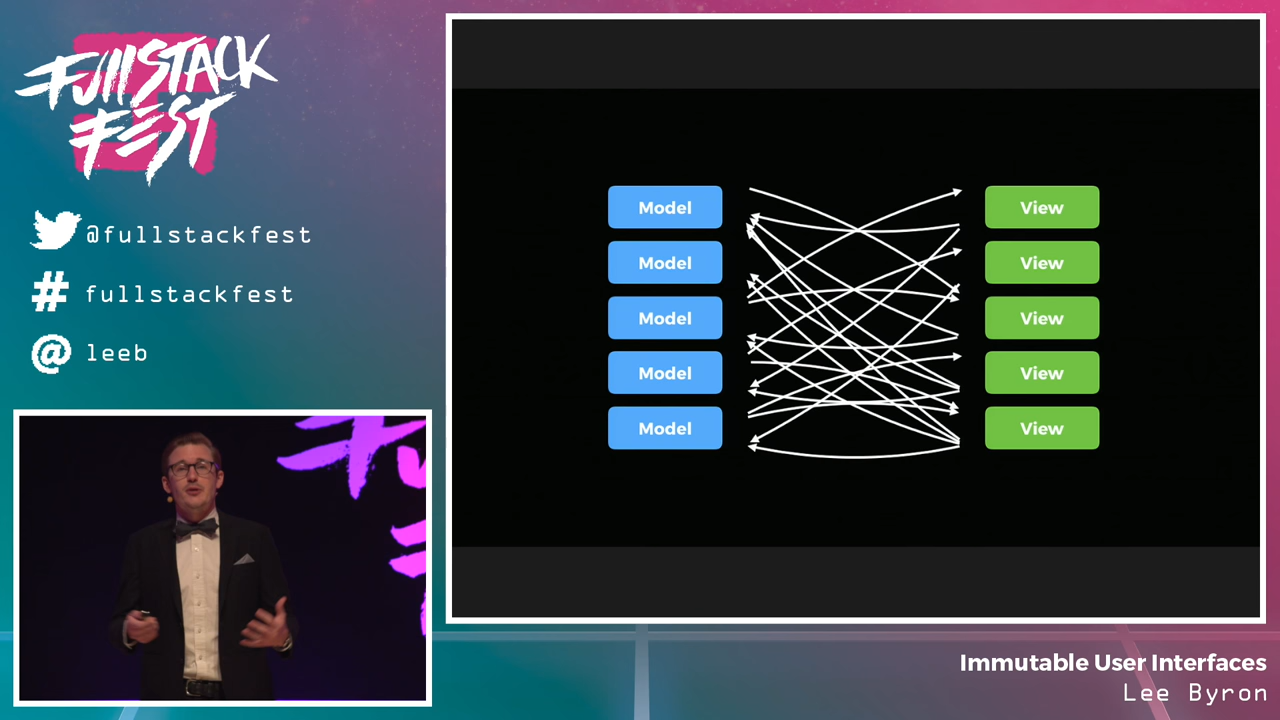 FullSTACK
FEST
@fullstackfest
# fullstackfest
@ leeb
Model
View
Model
View
Model
View
Model
View
Model
View
Immutable User Interfaces
Lee Byron